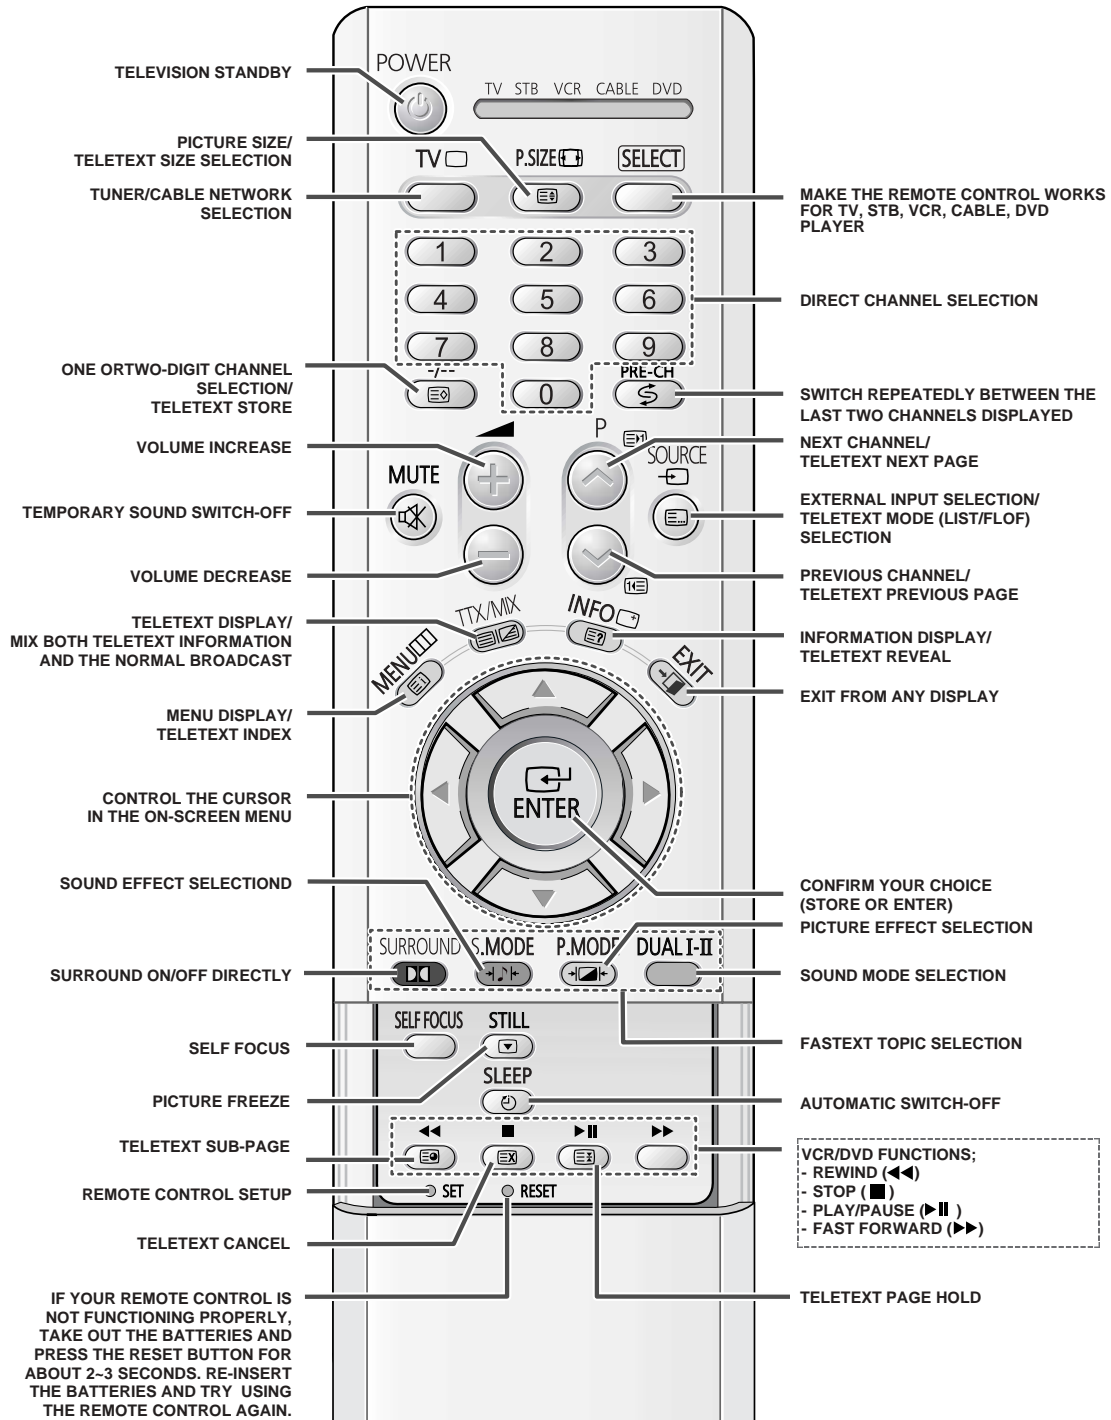 POWER
TV STB VCR CABLE DVD
TV
P.SIZE
SELECT
1
2
3
4
5
6
7
8
9
-/--
0
PRE-CH
P
SOURCE
MUTE
TTX/MIX
INFO
MENU
EXIT
ENTER
SURROUND
S.MODE
P.MODE
DUAL I-II
SELF FOCUS
STILL
SLEEP
SET
RESET
TELEVISION STANDBY
PICTURE SIZE/
TELETEXT SIZE SELECTION
TUNER/CABLE NETWORK
SELECTION
ONE ORTWO-DIGIT CHANNEL
SELECTION/
TELETEXT STORE
VOLUME INCREASE
TEMPORARY SOUND SWITCH-OFF
VOLUME DECREASE
TELETEXT DISPLAY/
MIX BOTH TELETEXT INFORMATION
AND THE NORMAL BROADCAST
MENU DISPLAY/
TELETEXT INDEX
CONTROL THE CURSOR
IN THE ON-SCREEN MENU
SOUND EFFECT SELECTIOND
SURROUND ON/OFF DIRECTLY
SELF FOCUS
PICTURE FREEZE
TELETEXT SUB-PAGE
REMOTE CONTROL SETUP
TELETEXT CANCEL
IF YOUR REMOTE CONTROL IS
NOT FUNCTIONING PROPERLY,
TAKE OUT THE BATTERIES AND
PRESS THE RESET BUTTON FOR
ABOUT 2~3 SECONDS. RE-INSERT
THE BATTERIES AND TRY USING
THE REMOTE CONTROL AGAIN.
MAKE THE REMOTE CONTROL WORKS
FOR TV, STB, VCR, CABLE, DVD
PLAYER
DIRECT CHANNEL SELECTION
SWITCH REPEATEDLY BETWEEN THE
LAST TWO CHANNELS DISPLAYED
NEXT CHANNEL/
TELETEXT NEXT PAGE
EXTERNAL INPUT SELECTION/
TELETEXT MODE (LIST/FLOF)
SELECTION
PREVIOUS CHANNEL/
TELETEXT PREVIOUS PAGE
INFORMATION DISPLAY/
TELETEXT REVEAL
EXIT FROM ANY DISPLAY
CONFIRM YOUR CHOICE
(STORE OR ENTER)
PICTURE EFFECT SELECTION
SOUND MODE SELECTION
FASTEXT TOPIC SELECTION
AUTOMATIC SWITCH-OFF
VCR/DVD FUNCTIONS;
- REWIND (◀◀)
- STOP (■)
- PLAY/PAUSE (▶❚❚)
- FAST FORWARD (▶▶)
TELETEXT PAGE HOLD